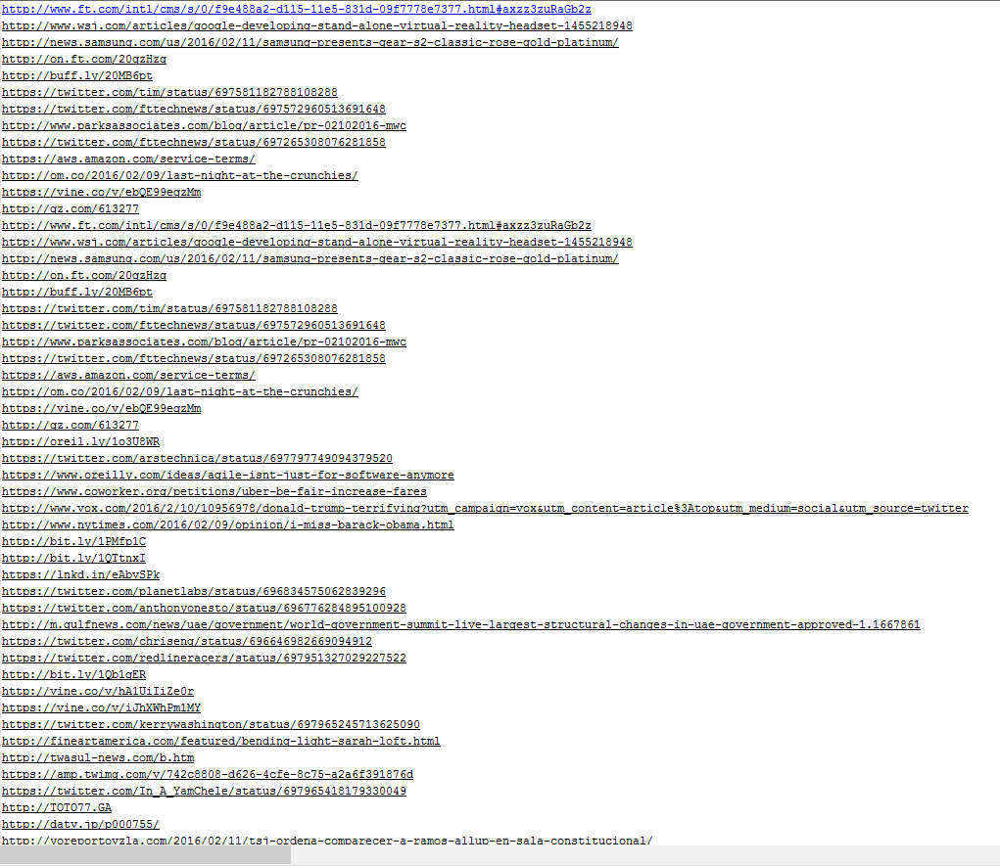 http://www.ft.com/intl/cms/s/0/f9e488a2-d115-11e5-831d-09f7778e7377.html#axzz3zuRaGb2z
http://www.wsj.com/articles/google-developing-stand-alone-virtual-reality-headset-1455218948
http://news.samsung.com/us/2016/02/11/samsung-presents-gear-s2-classic-rose-gold-platinum/
http://on.ft.com/20gzHzg
http://buff.ly/20MB6pt
https://twitter.com/tim/status/697581182788108288
https://twitter.com/fttechnews/status/697572960513691648
http://www.parksassociates.com/blog/article/pr-02102016-mwc
https://twitter.com/fttechnews/status/697265308076281858
https://aws.amazon.com/service-terms/
http://om.co/2016/02/09/last-night-at-the-crunchies/
https://vine.co/v/ebQE99egzMm
http://qz.com/613277
http://www.ft.com/intl/cms/s/0/f9e488a2-d115-11e5-831d-09f7778e7377.html#axzz3zuRaGb2z
http://www.wsj.com/articles/google-developing-stand-alone-virtual-reality-headset-1455218948
http://news.samsung.com/us/2016/02/11/samsung-presents-gear-s2-classic-rose-gold-platinum/
http://on.ft.com/20gzHzg
http://buff.ly/20MB6pt
https://twitter.com/tim/status/697581182788108288
https://twitter.com/fttechnews/status/697572960513691648
http://www.parksassociates.com/blog/article/pr-02102016-mwc
https://twitter.com/fttechnews/status/697265308076281858
https://aws.amazon.com/service-terms/
http://om.co/2016/02/09/last-night-at-the-crunchies/
https://vine.co/v/ebQE99egzMm
http://qz.com/613277
http://oreil.ly/1o3U8WR
https://twitter.com/arstechnica/status/697797749094379520
https://www.oreilly.com/ideas/agile-isnt-just-for-software-anymore
https://www.coworker.org/petitions/uber-be-fair-increase-fares
http://www.vox.com/2016/2/10/10956978/donald-trump-terrifying?utm_campaign=vox&utm_content=article%3Atop&utm_medium=social&utm_source=twitter
http://www.nytimes.com/2016/02/09/opinion/i-miss-barack-obama.html
http://bit.ly/1PMfp1C
http://bit.ly/1QTtnxI
https://lnkd.in/eAbvSPk
https://twitter.com/planetlabs/status/696834575062839296
https://twitter.com/anthonyonesto/status/696776284895100928
http://m.gulfnews.com/news/uae/government/world-government-summit-live-largest-structural-changes-in-uae-government-approved-1.1667861
https://twitter.com/chriseng/status/696646982669094912
https://twitter.com/redlineracers/status/697951327029227522
http://bit.ly/1Qb1gER
http://vine.co/v/hA1UiIiZe0r
https://vine.co/v/iJhXWhPm1MY
https://twitter.com/kerrywashington/status/697965245713625090
http://fineartamerica.com/featured/bending-light-sarah-loft.html
http://twasul-news.com/b.htm
https://amp.twimg.com/v/742c8808-d626-4cfe-8c75-a2a6f391876d
https://twitter.com/In_A_YamChele/status/697965418179330049
http://TOTO77.GA
http://datv.jp/p000755/
http://voreportovzla.com/2016/02/11/tsj-ordena-comparecer-a-ramos-allup-en-sala-constitucional/